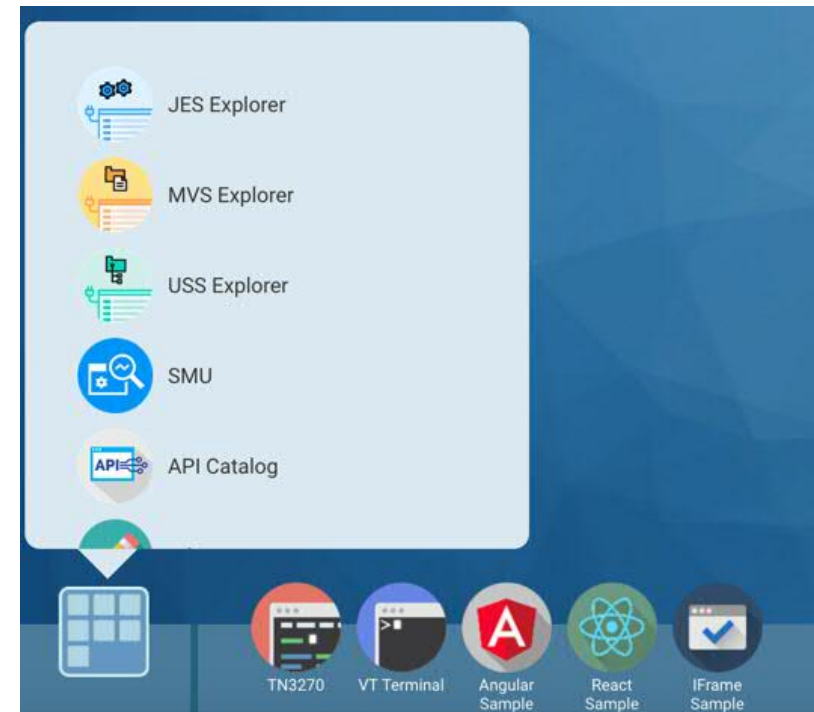 JES Explorer
MVS Explorer
USS Explorer
SMU
API
API Catalog
TN3270
VT Terminal
Angular
Sample
React
Sample
IFrame
Sample